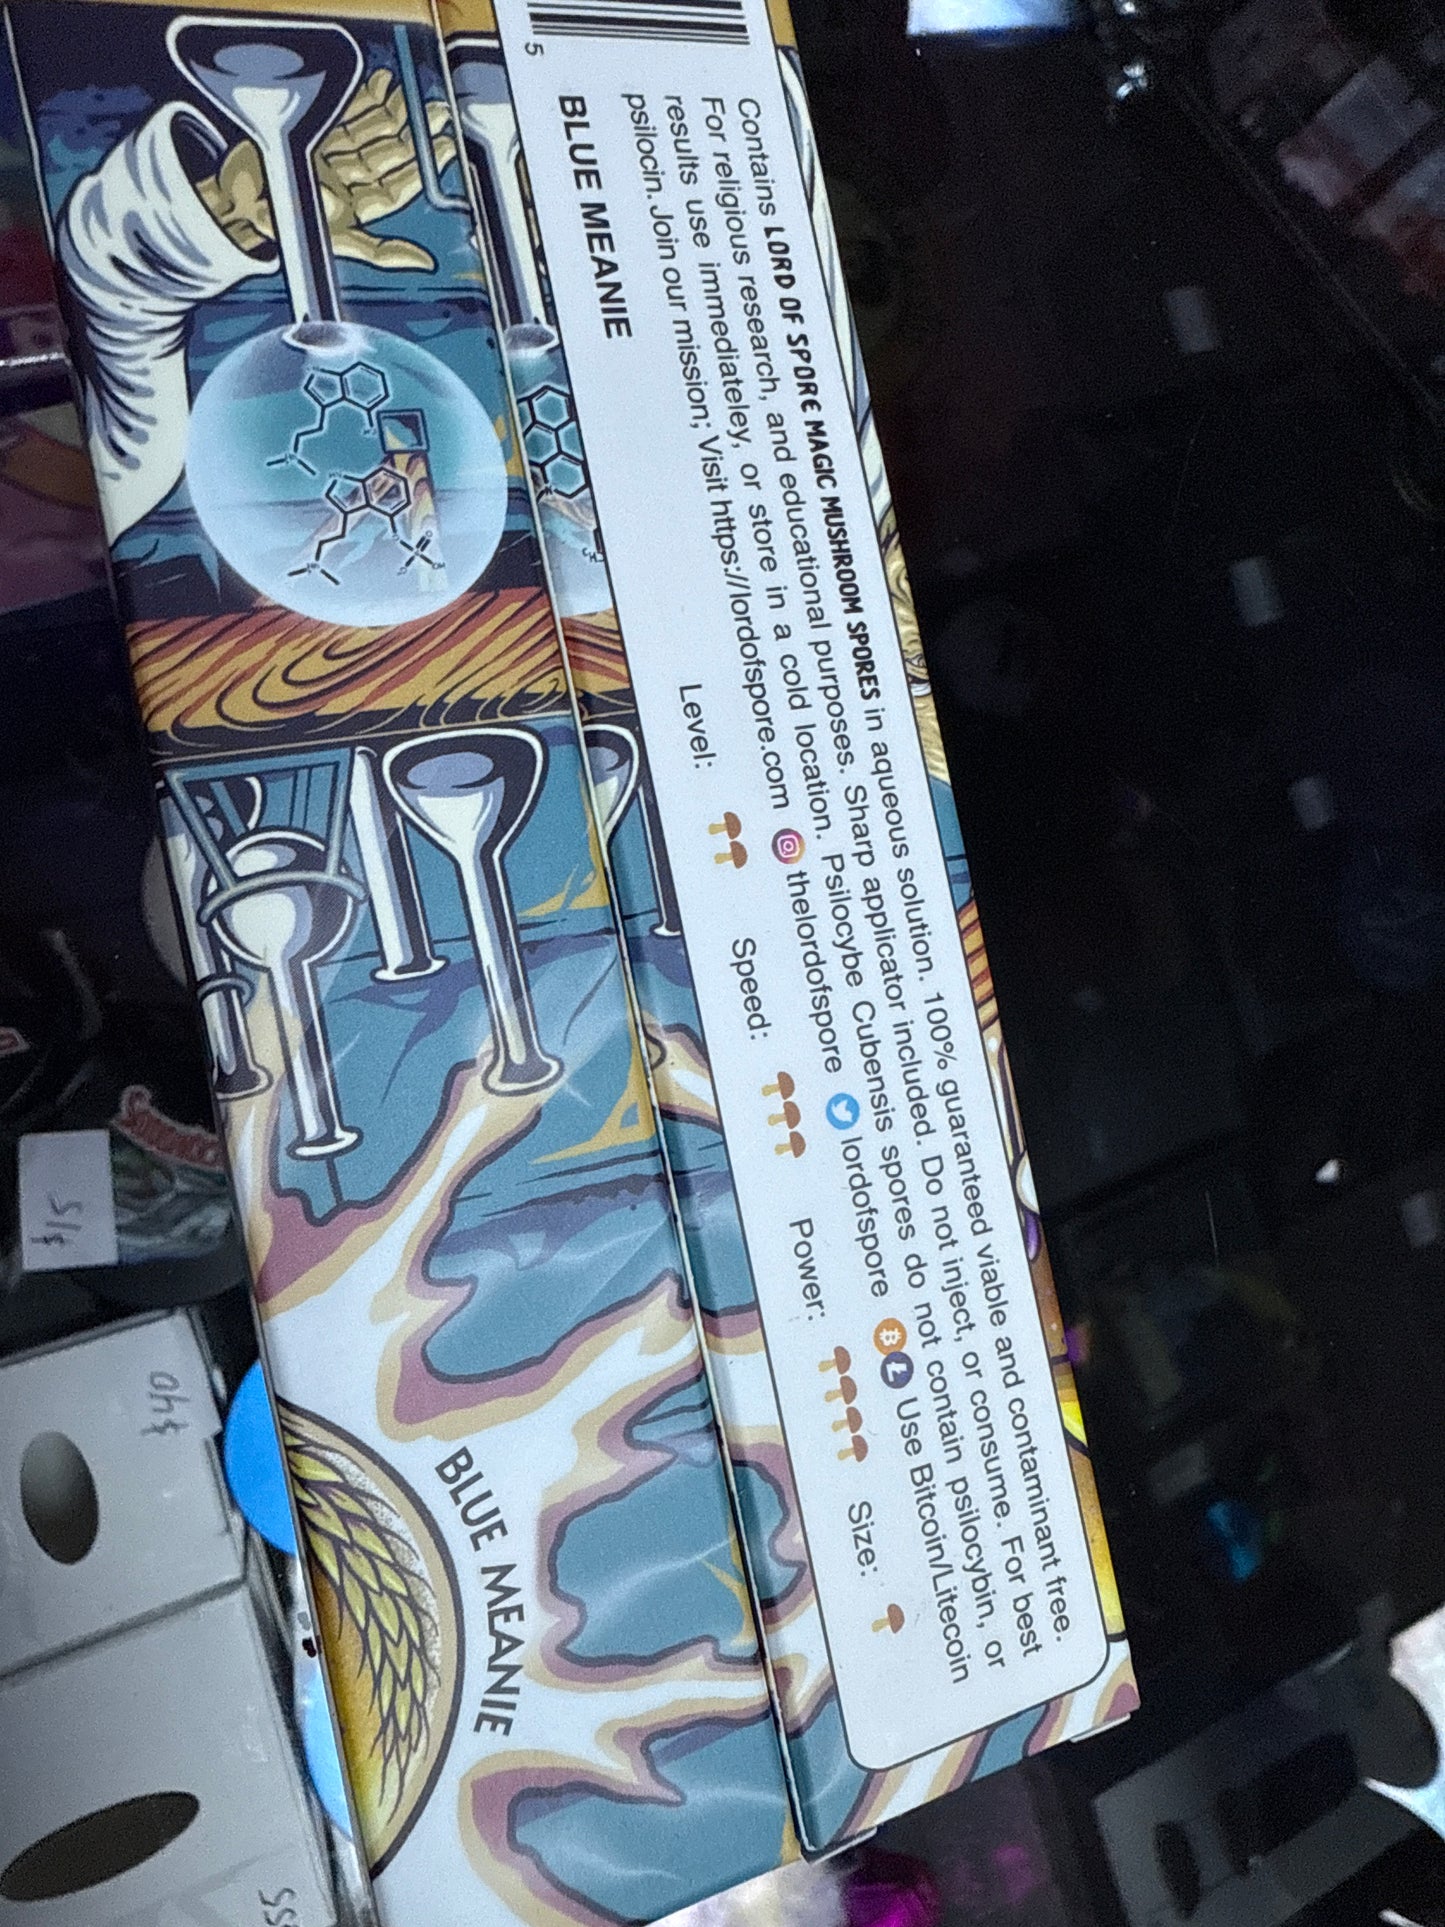 5
Contains LORD OF SPORE MAGIC MUSHROOM SPORES in aqueous solution. 100% guaranteed viable and contaminant free.
For religious research, and educational purposes. Sharp applicator included. Do not inject, or consume. For best
results use immediateley, or store in a cold location. Psilocybe Cubensis spores do not contain psilocybin, or
psilocin. Join our mission; Visit https://lordofspore.com thelordofspore lordofspore Use Bitcoin/Litecoin
BLUE MEANIE
Level: Speed: Power: Size:
BLUE MEANIE
$15
$40